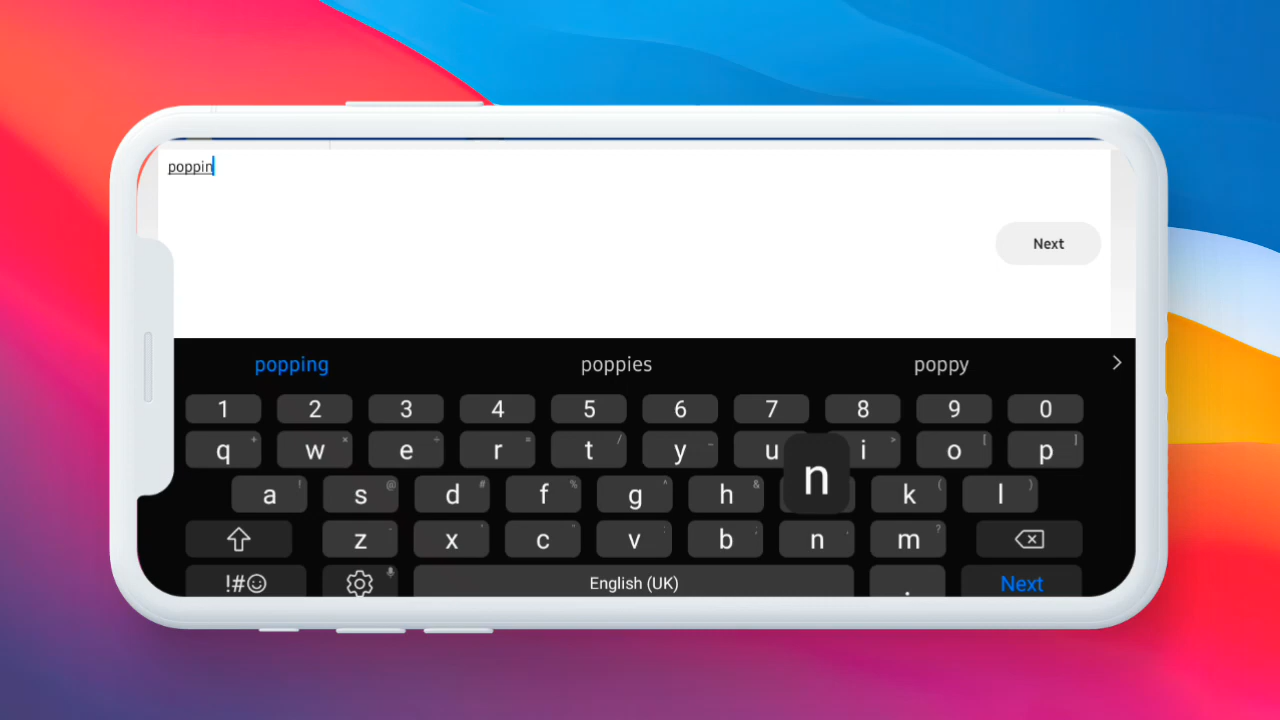 poppin
Next
popping poppies poppy >
1 2 3 4 5 6 7 8 9 0
q + w × e ÷ r = t / y _ u i > o [ p ]
n
a ! s @ d # f % g ^ h & k ( l )
z - x ' c " v : b ; n , m ?
!#☺ English (UK) . Next